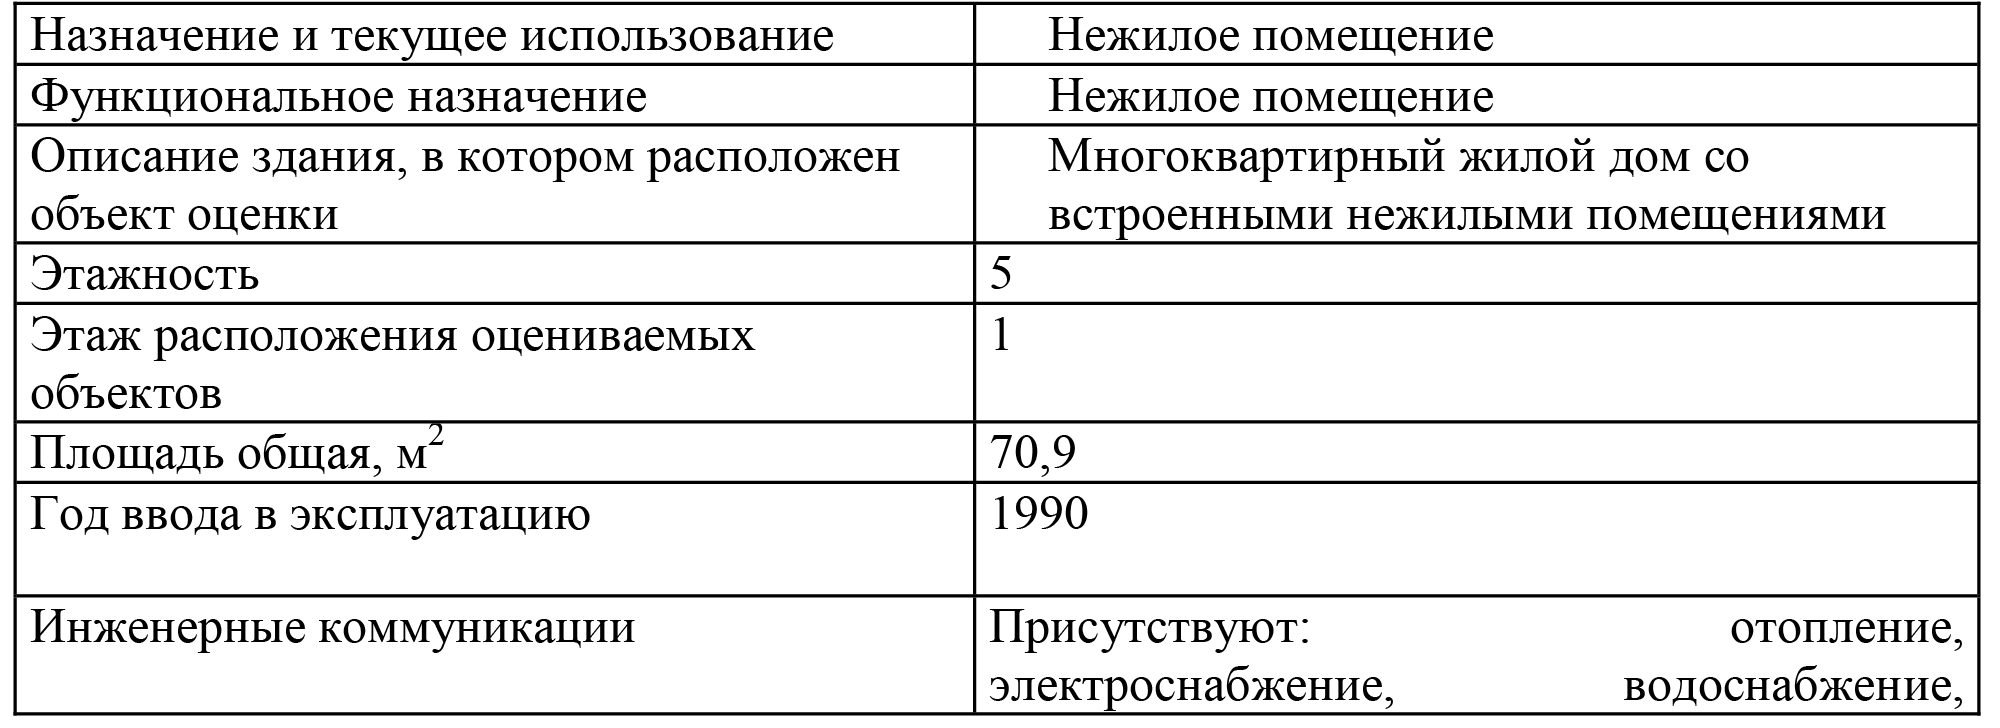 Назначение и текущее использование
Нежилое помещение
Функциональное назначение
Нежилое помещение
Описание здания, в котором расположен
объект оценки
Многоквартирный жилой дом со
встроенными нежилыми помещениями
Этажность
5
Этаж расположения оцениваемых
объектов
1
Площадь общая, м²
70,9
Год ввода в эксплуатацию
1990
Инженерные коммуникации
Присутствуют: отопление,
электроснабжение, водоснабжение,